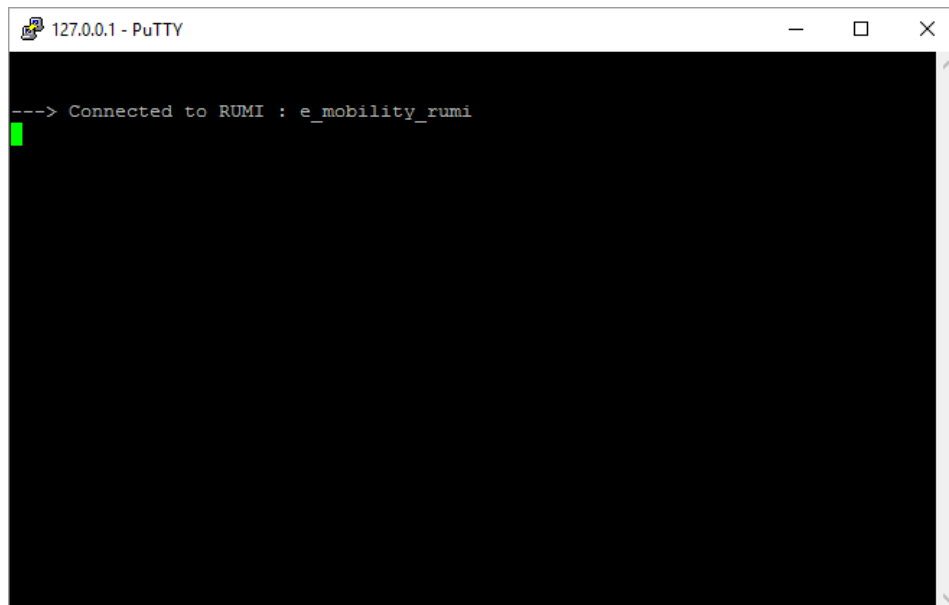 127.0.0.1 - PuTTY
---> Connected to RUMI : e_mobility_rumi